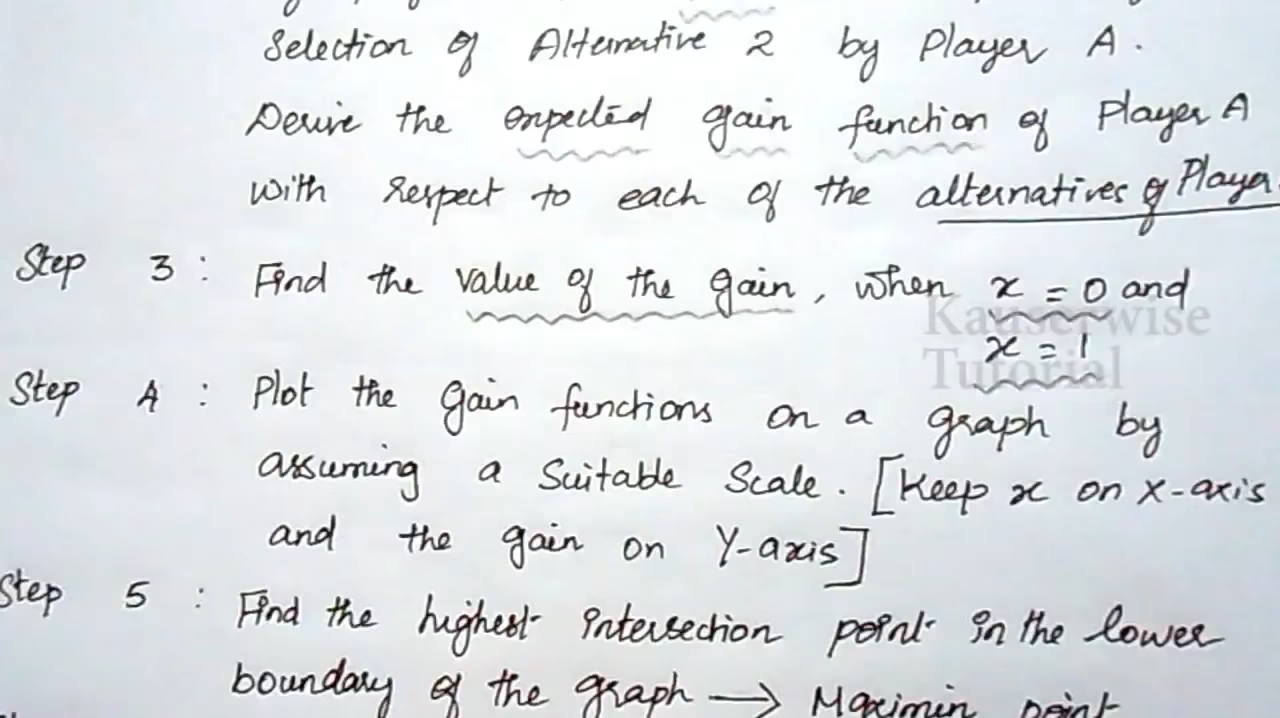 Selection of Alternative 2 by Player A.
Derive the expected gain function of Player A
with respect to each of the alternatives of Player
Step 3: Find the value of the gain, when x = 0 and
x = 1
Kauserwise
Tutorial
Step 4: Plot the gain functions on a graph by
assuming a suitable scale. [Keep x on X-axis
and the gain on Y-axis]
Step 5: Find the highest intersection point in the lower
boundary of the graph → Maximin point